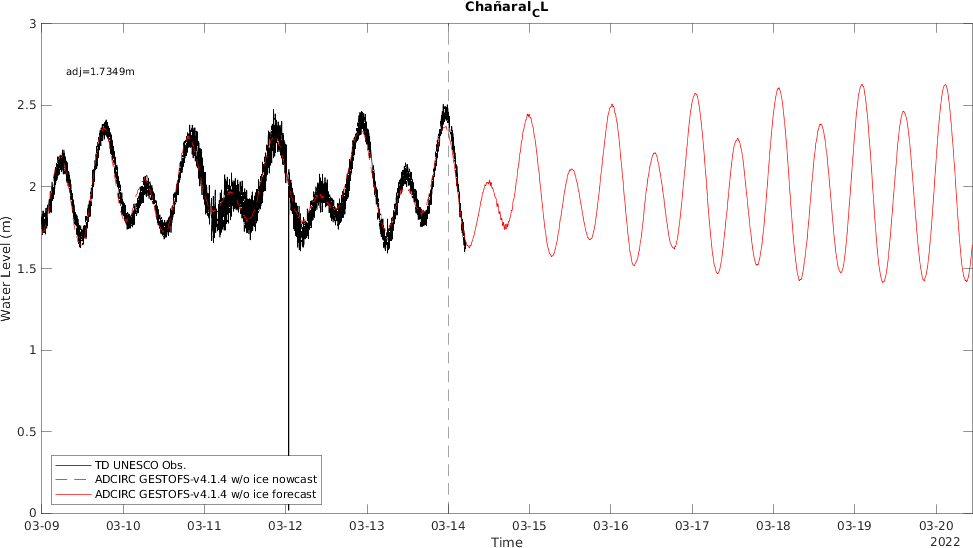 Chañaral_CL
3
2.5
2
1.5
1
0.5
0
adj=1.7349m
Water Level (m)
TD UNESCO Obs.
ADCIRC GESTOFS-v4.1.4 w/o ice nowcast
ADCIRC GESTOFS-v4.1.4 w/o ice forecast
03-09 03-10 03-11 03-12 03-13 03-14 03-15 03-16 03-17 03-18 03-19 03-20
Time
2022